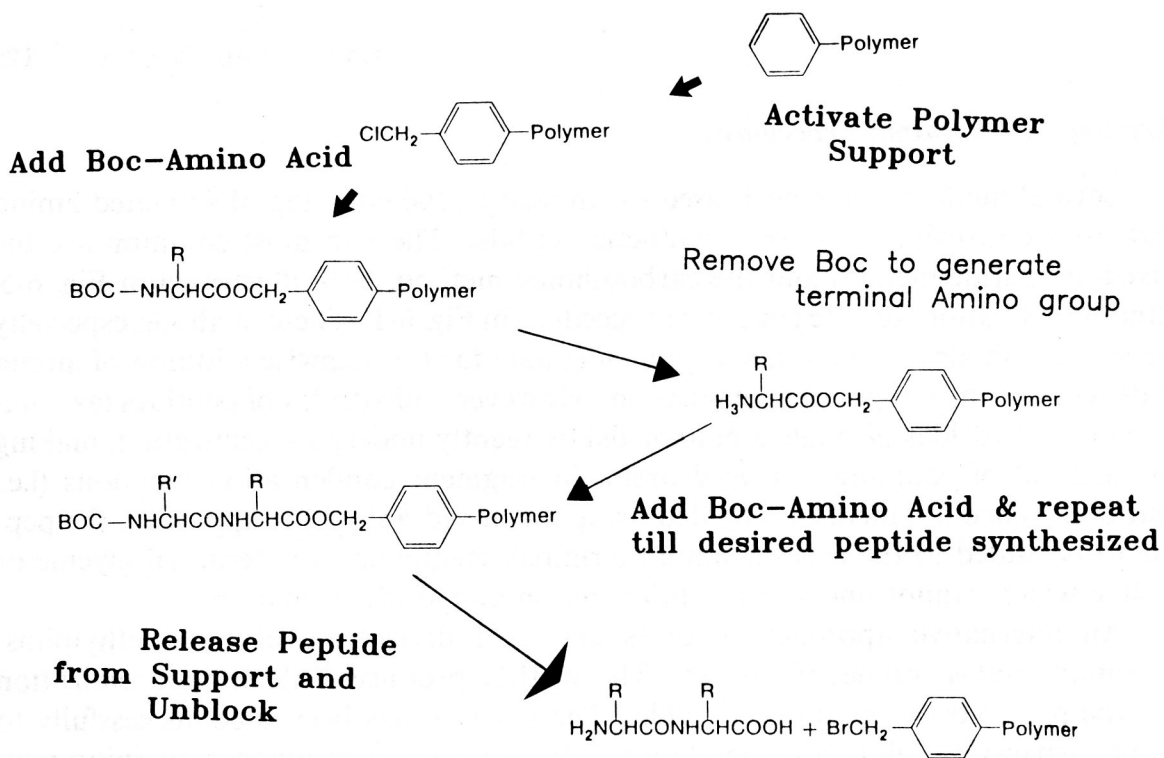 Polymer
Activate Polymer
Support
ClCH₂ Polymer
Add Boc-Amino Acid
R
BOC-NHCHCOOCH₂ Polymer
Remove Boc to generate
terminal Amino group
R
H₃NCHCOOCH₂ Polymer
R' R
BOC-NHCHCONHCHCOOCH₂ Polymer
Add Boc-Amino Acid & repeat
till desired peptide synthesized
Release Peptide
from Support and
Unblock
R R
H₂NCHCONHCHCOOH + BrCH₂ Polymer